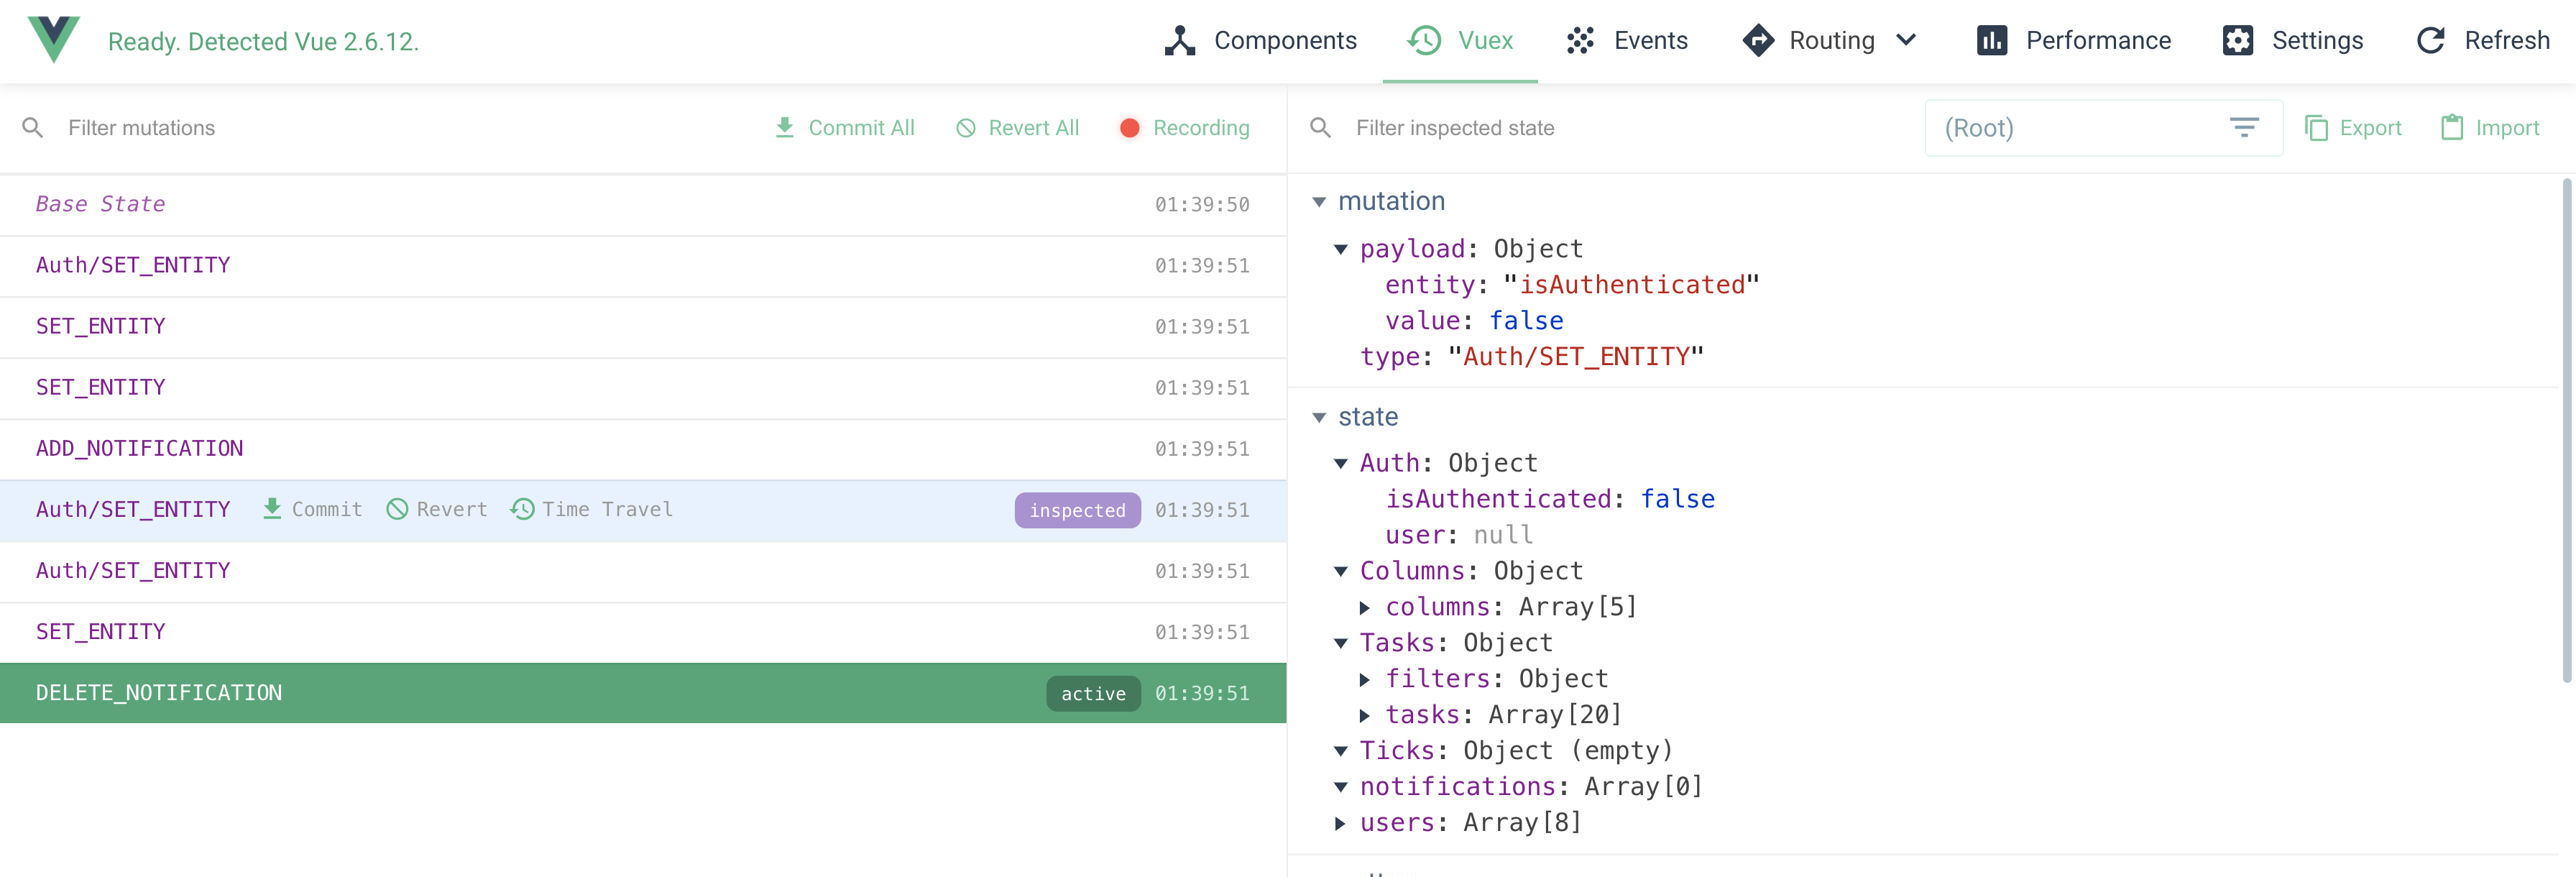 Ready. Detected Vue 2.6.12.
Components
Vuex
Events
Routing
Performance
Settings
Refresh
Filter mutations
Commit All
Revert All
Recording
Base State 01:39:50
Auth/SET_ENTITY 01:39:51
SET_ENTITY 01:39:51
SET_ENTITY 01:39:51
ADD_NOTIFICATION 01:39:51
Auth/SET_ENTITY Commit Revert Time Travel inspected 01:39:51
Auth/SET_ENTITY 01:39:51
SET_ENTITY 01:39:51
DELETE_NOTIFICATION active 01:39:51
Filter inspected state
(Root)
Export
Import
mutation
payload: Object
entity: "isAuthenticated"
value: false
type: "Auth/SET_ENTITY"
state
Auth: Object
isAuthenticated: false
user: null
Columns: Object
columns: Array[5]
Tasks: Object
filters: Object
tasks: Array[20]
Ticks: Object (empty)
notifications: Array[0]
users: Array[8]